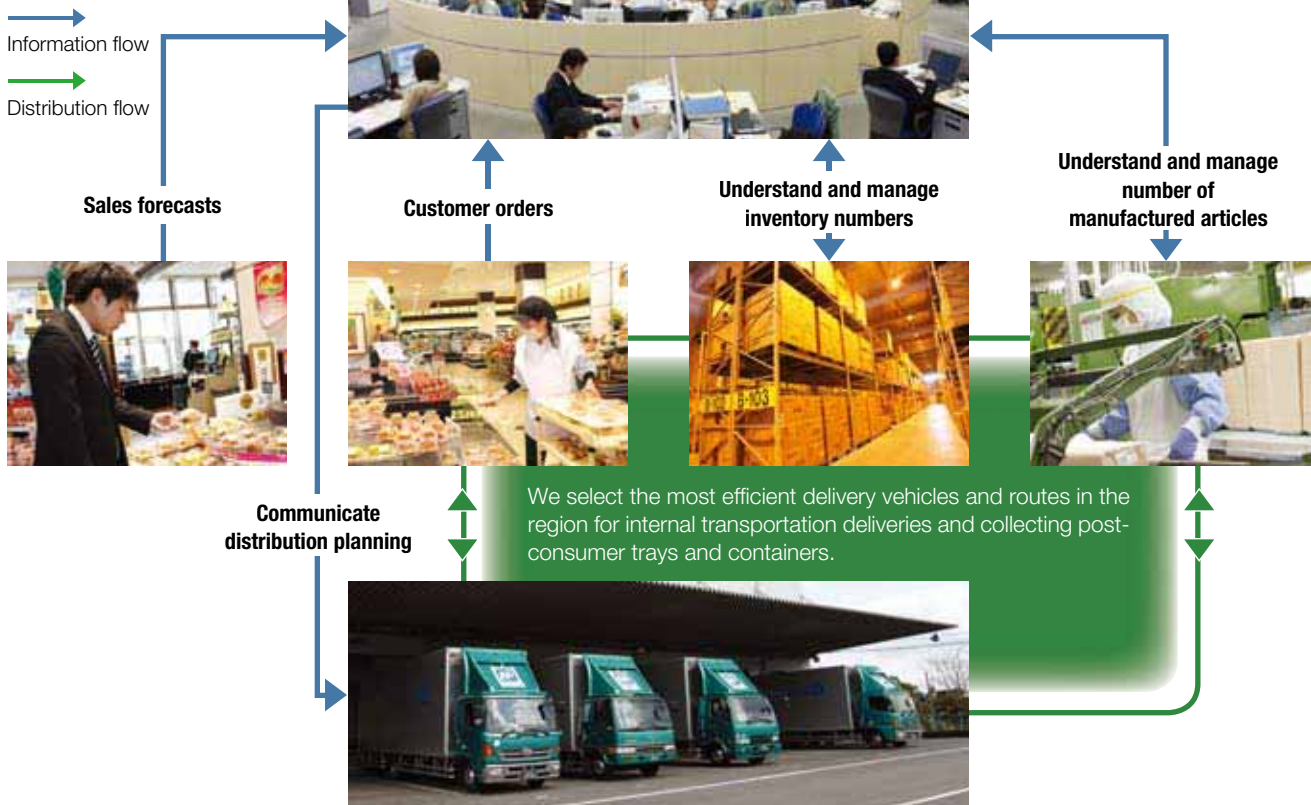 Information flow
Distribution flow
Sales forecasts
Customer orders
Understand and manage
inventory numbers
Understand and manage
number of
manufactured articles
B-103
We select the most efficient delivery vehicles and routes in the
region for internal transportation deliveries and collecting post-
consumer trays and containers.
Communicate
distribution planning